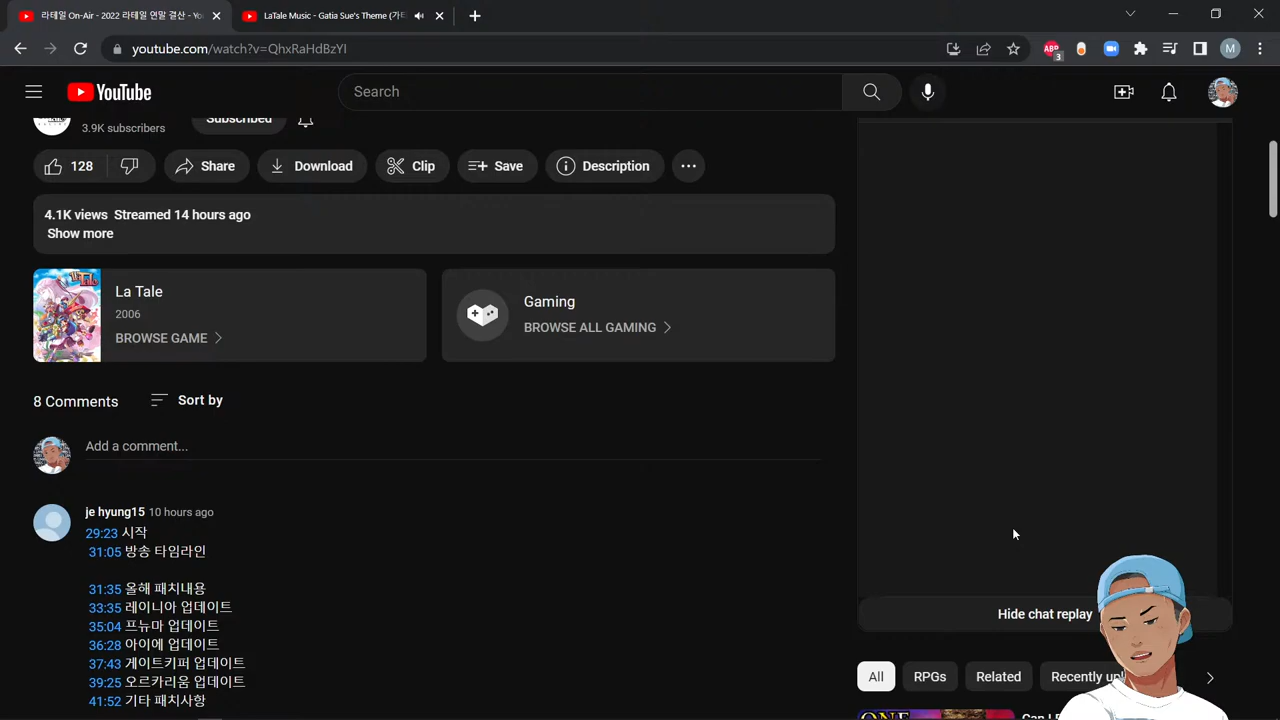 라테일 On-Air - 2022 라테일 연말 결산 - Yo
LaTale Music - Gatia Sue's Theme (가티
youtube.com/watch?v=QhxRaHdBzYI
3
M
YouTube
Search
3.9K subscribers
Subscribed
128
Share
Download
Clip
Save
Description
4.1K views Streamed 14 hours ago
Show more
La Tale
2006
BROWSE GAME
Gaming
BROWSE ALL GAMING
8 Comments
Sort by
Add a comment...
je hyung15 10 hours ago
29:23 시작
31:05 방송 타임라인
31:35 올해 패치내용
33:35 레이니아 업데이트
35:04 프뉴마 업데이트
36:28 아이에 업데이트
37:43 게이트키퍼 업데이트
39:25 오르카리움 업데이트
41:52 기타 패치사항
Hide chat replay
All
RPGs
Related
Recently upl
ONE
Can I